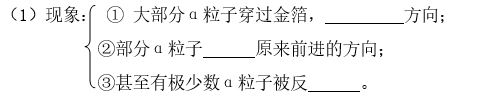 （1）现象: ① 大部分α粒子穿过金箔，________方向；
②部分α粒子______原来前进的方向；
③甚至有极少数α粒子被反______。